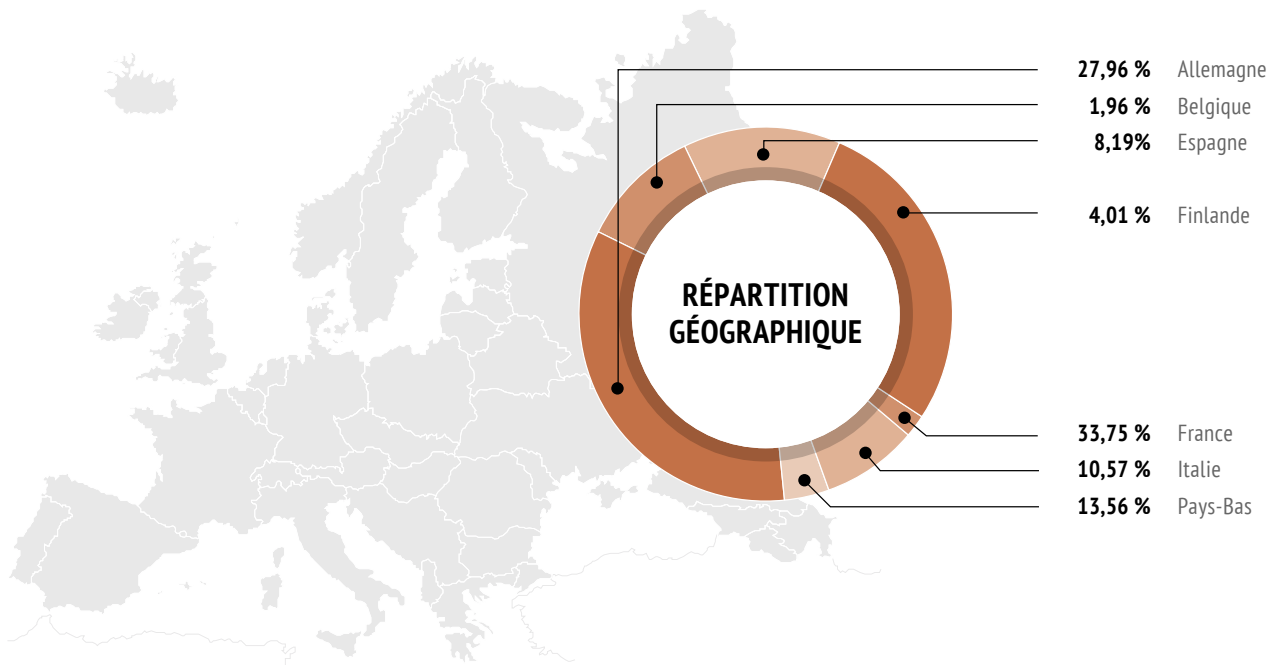 27,96 % Allemagne
1,96 % Belgique
8,19% Espagne
4,01 % Finlande
RÉPARTITION
GÉOGRAPHIQUE
33,75 % France
10,57 % Italie
13,56 % Pays-Bas